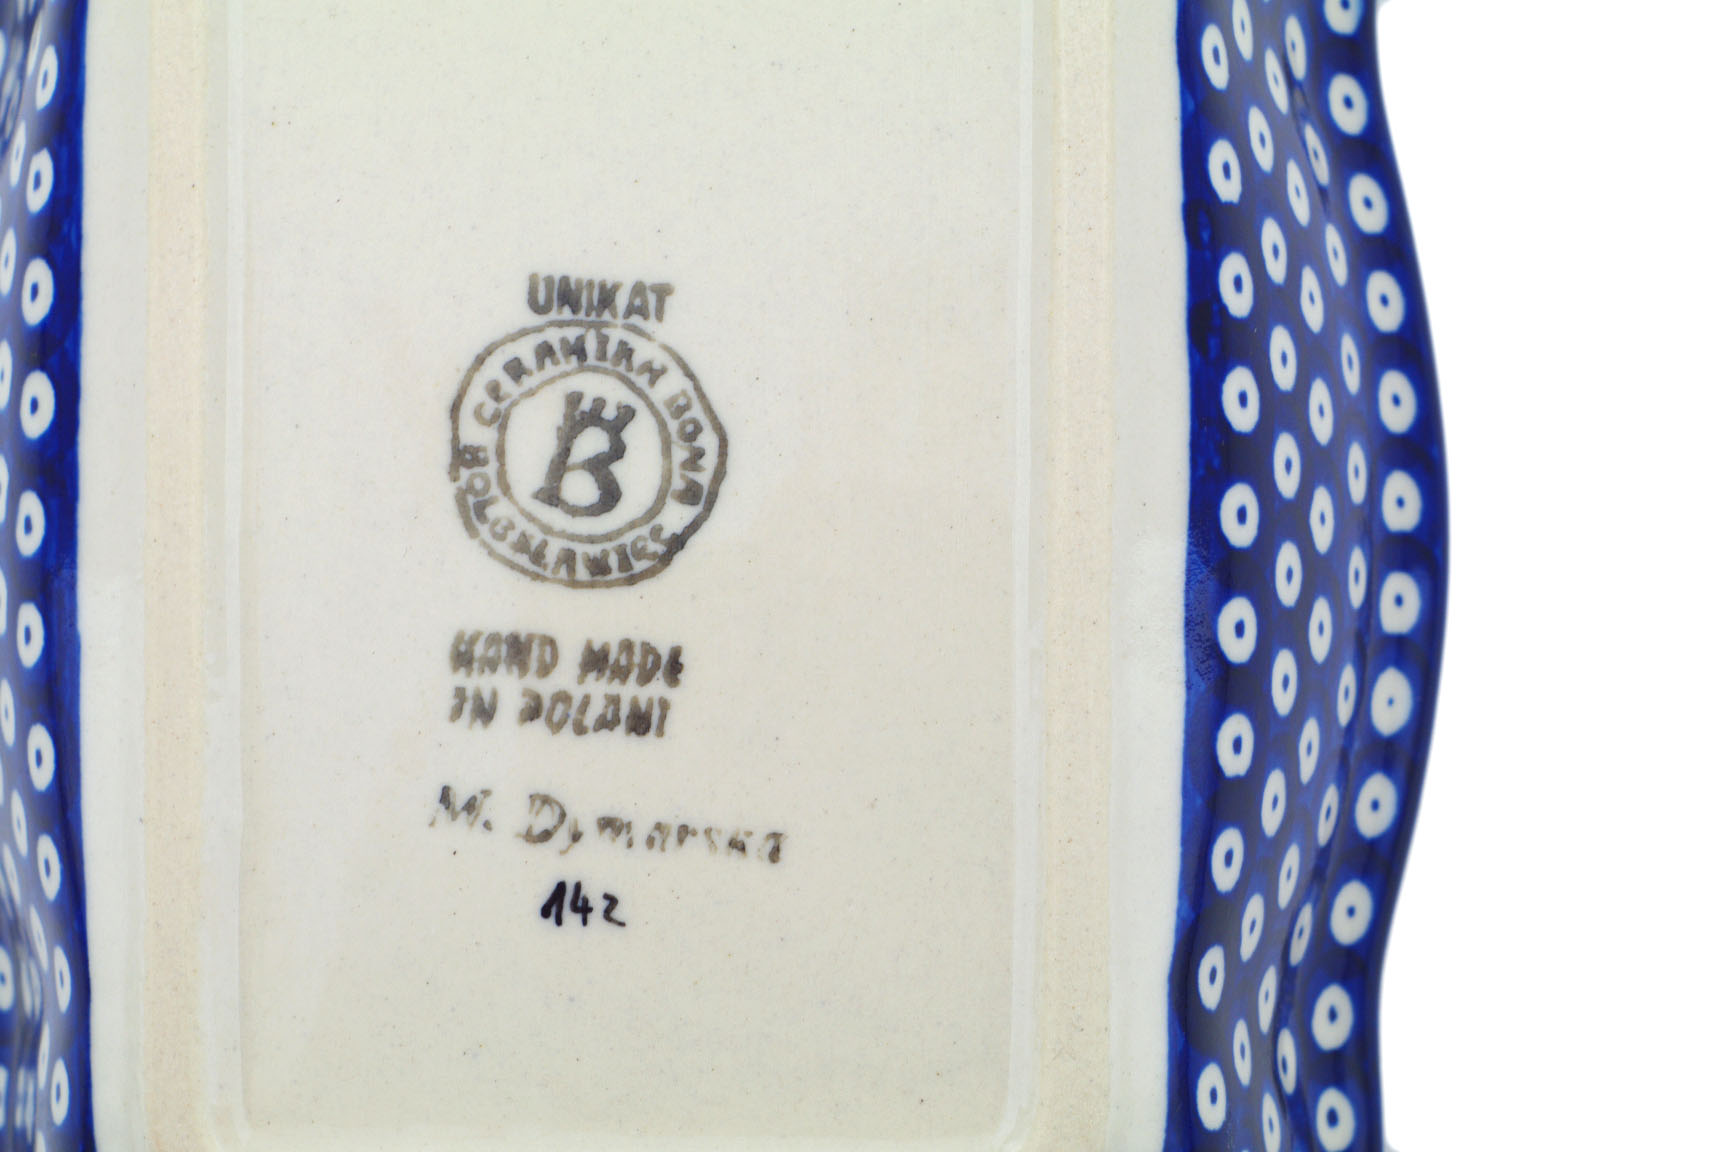 UNIKAT
CERAMIKA BONA
BOLESŁAWIEC
B
HAND MADE
IN POLAND
M. Dymarska
142